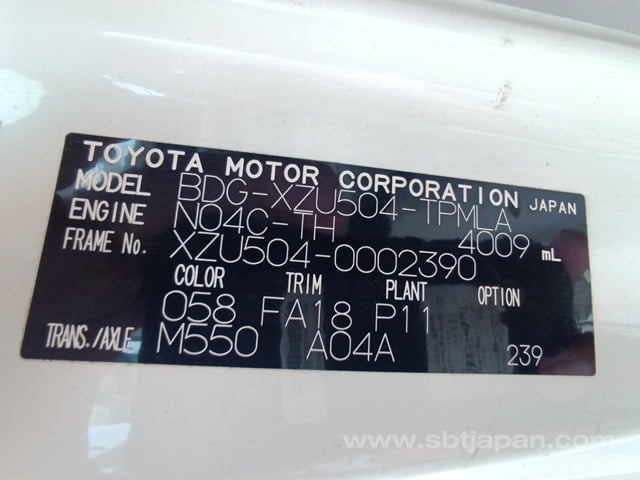 TOYOTA MOTOR CORPORATION JAPAN
MODEL BDG-XZU504-TPMLA
ENGINE N04C-TH 4009 mL
FRAME No. XZU504-0002390
COLOR TRIM PLANT OPTION
058 FA18 P11
TRANS./AXLE M550 A04A 239
www.sbtjapan.com